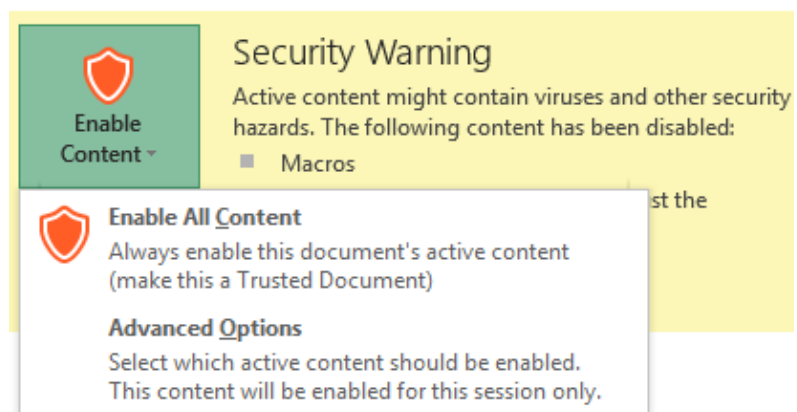 Enable
Content
Security Warning
Active content might contain viruses and other security
hazards. The following content has been disabled:
Macros
st the
Enable All Content
Always enable this document's active content
(make this a Trusted Document)
Advanced Options
Select which active content should be enabled.
This content will be enabled for this session only.